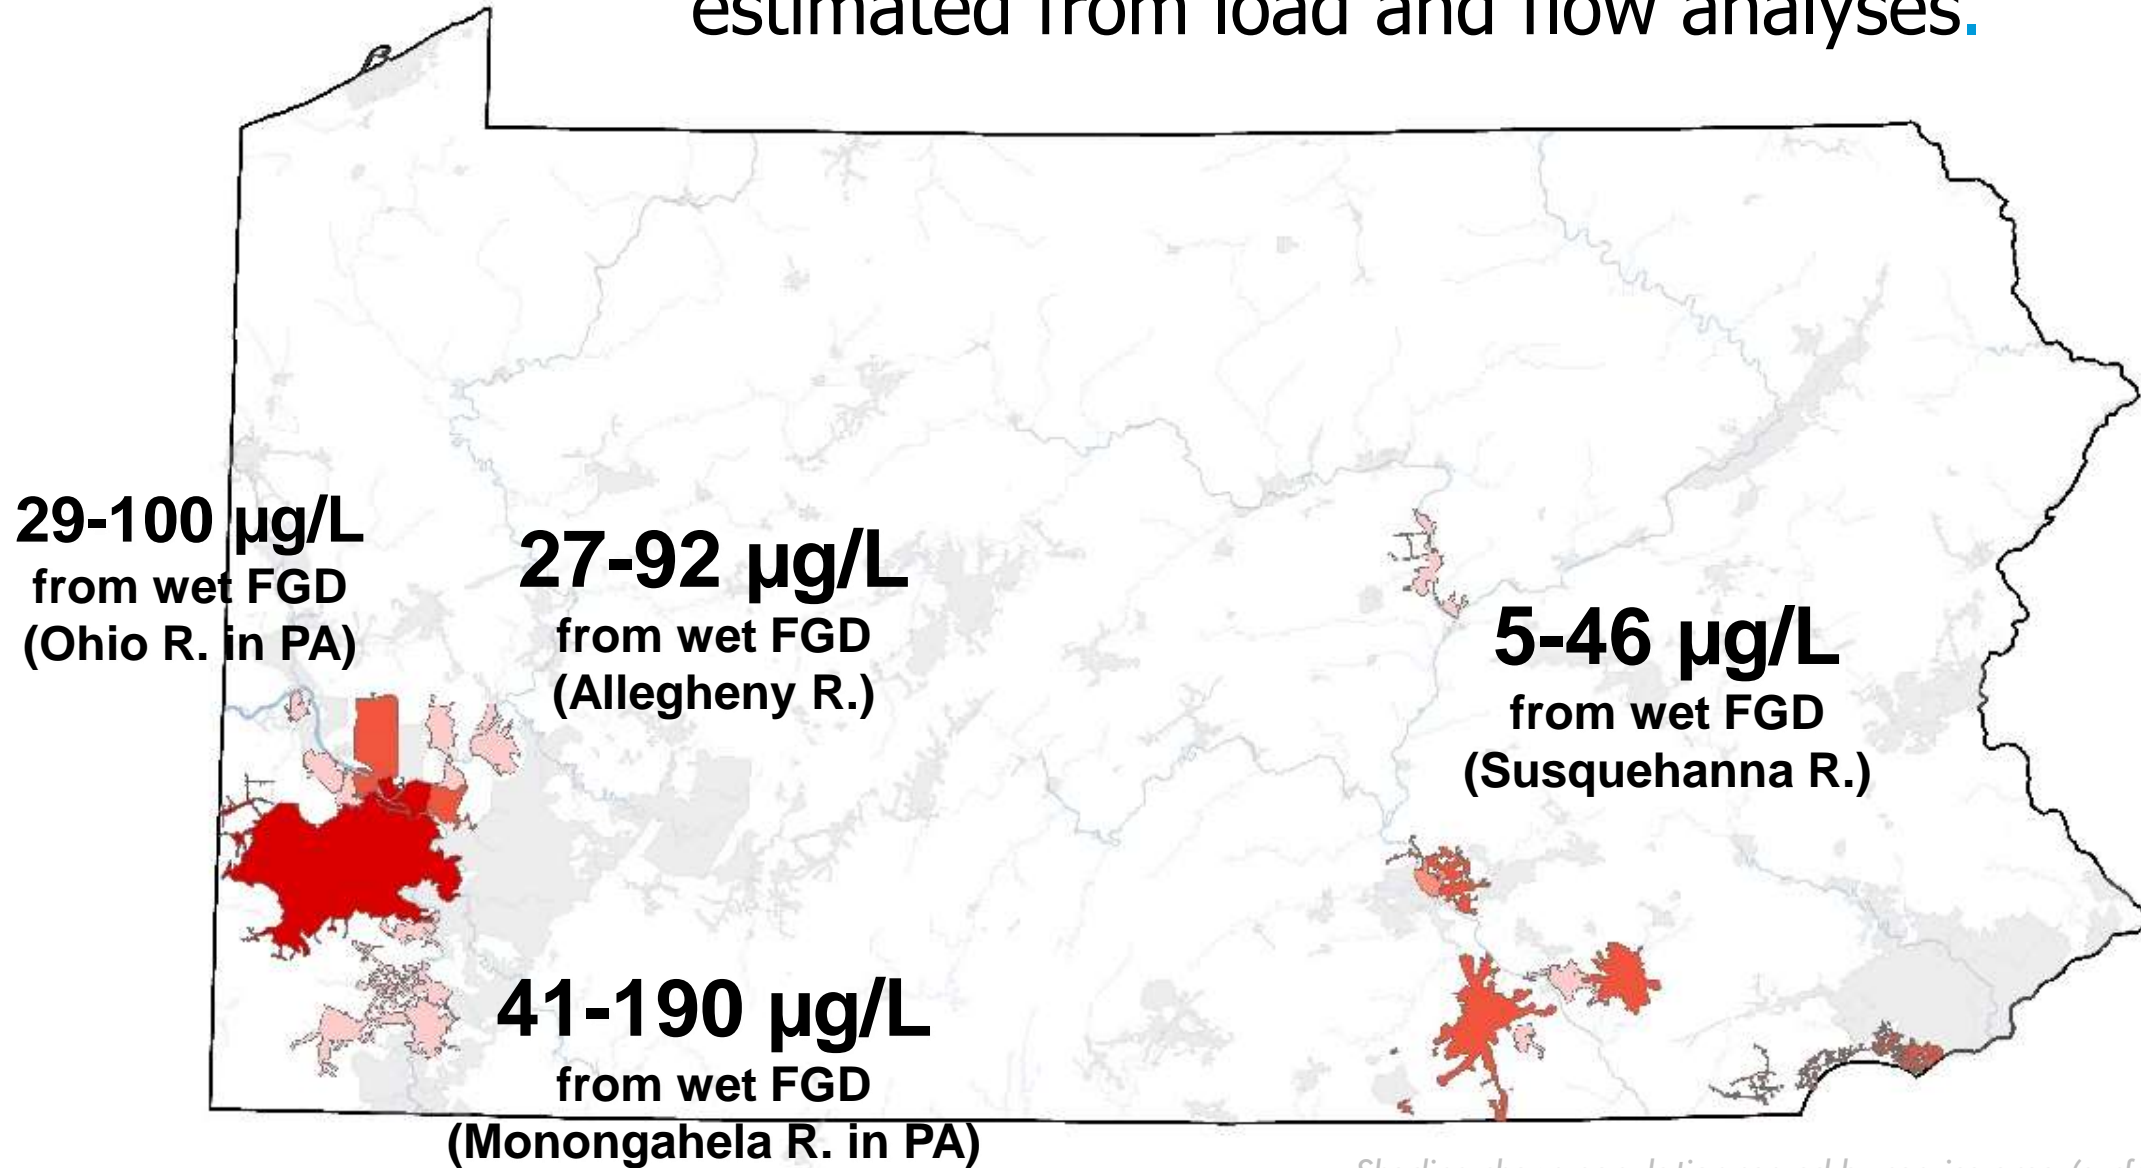 estimated from load and flow analyses.
29-100 µg/L
from wet FGD
(Ohio R. in PA)
27-92 µg/L
from wet FGD
(Allegheny R.)
5-46 µg/L
from wet FGD
(Susquehanna R.)
41-190 µg/L
from wet FGD
(Monongahela R. in PA)